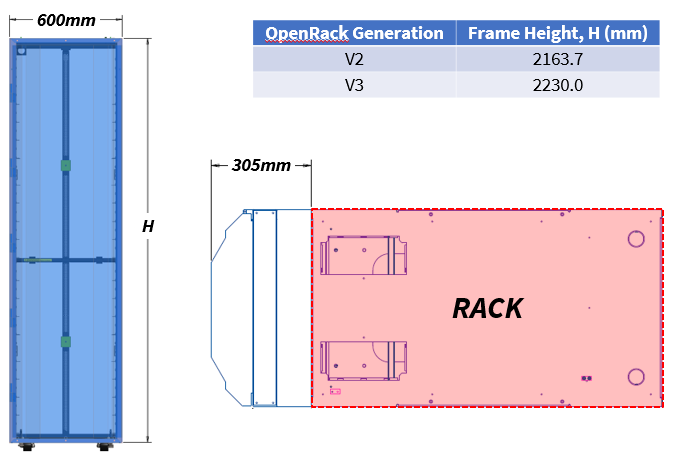 600mm
OpenRack Generation Frame Height, H (mm)
V2 2163.7
V3 2230.0
305mm
H
RACK